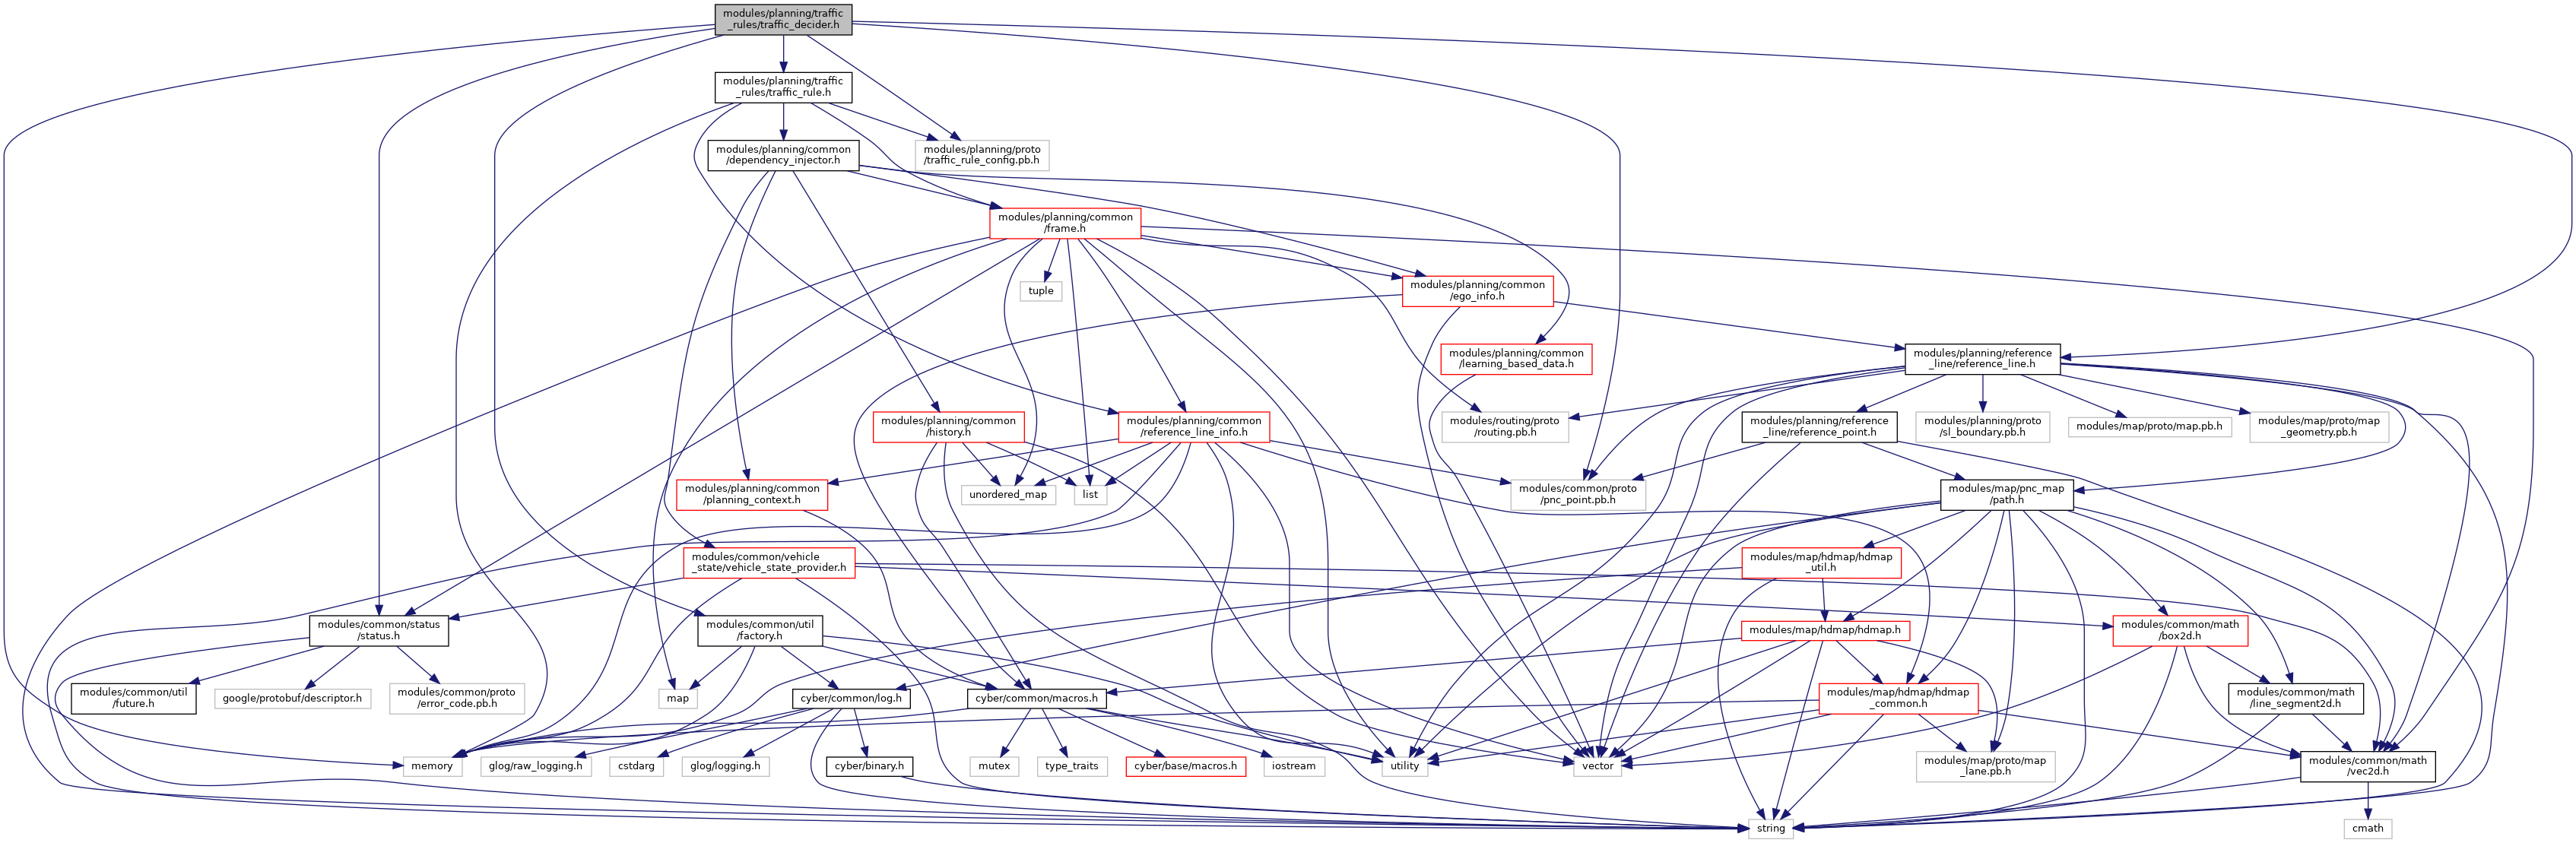 modules/planning/traffic
_rules/traffic_decider.h
modules/planning/traffic
_rules/traffic_rule.h
modules/planning/common
/dependency_injector.h
modules/planning/proto
/traffic_rule_config.pb.h
modules/planning/common
/frame.h
tuple
modules/planning/common
/ego_info.h
modules/planning/common
/learning_based_data.h
modules/planning/reference
_line/reference_line.h
modules/planning/common
/history.h
modules/planning/common
/reference_line_info.h
modules/routing/proto
/routing.pb.h
modules/planning/reference
_line/reference_point.h
modules/planning/proto
/sl_boundary.pb.h
modules/map/proto/map.pb.h
modules/map/proto/map
_geometry.pb.h
modules/planning/common
/planning_context.h
unordered_map
list
modules/common/proto
/pnc_point.pb.h
modules/map/pnc_map
/path.h
modules/common/vehicle
_state/vehicle_state_provider.h
modules/map/hdmap/hdmap
_util.h
modules/common/status
/status.h
modules/common/util
/factory.h
modules/map/hdmap/hdmap.h
modules/common/math
/box2d.h
modules/common/util
/future.h
google/protobuf/descriptor.h
modules/common/proto
/error_code.pb.h
map
cyber/common/log.h
cyber/common/macros.h
modules/map/hdmap/hdmap
_common.h
modules/common/math
/line_segment2d.h
memory
glog/raw_logging.h
cstdarg
glog/logging.h
cyber/binary.h
mutex
type_traits
cyber/base/macros.h
iostream
utility
vector
modules/map/proto/map
_lane.pb.h
modules/common/math
/vec2d.h
string
cmath